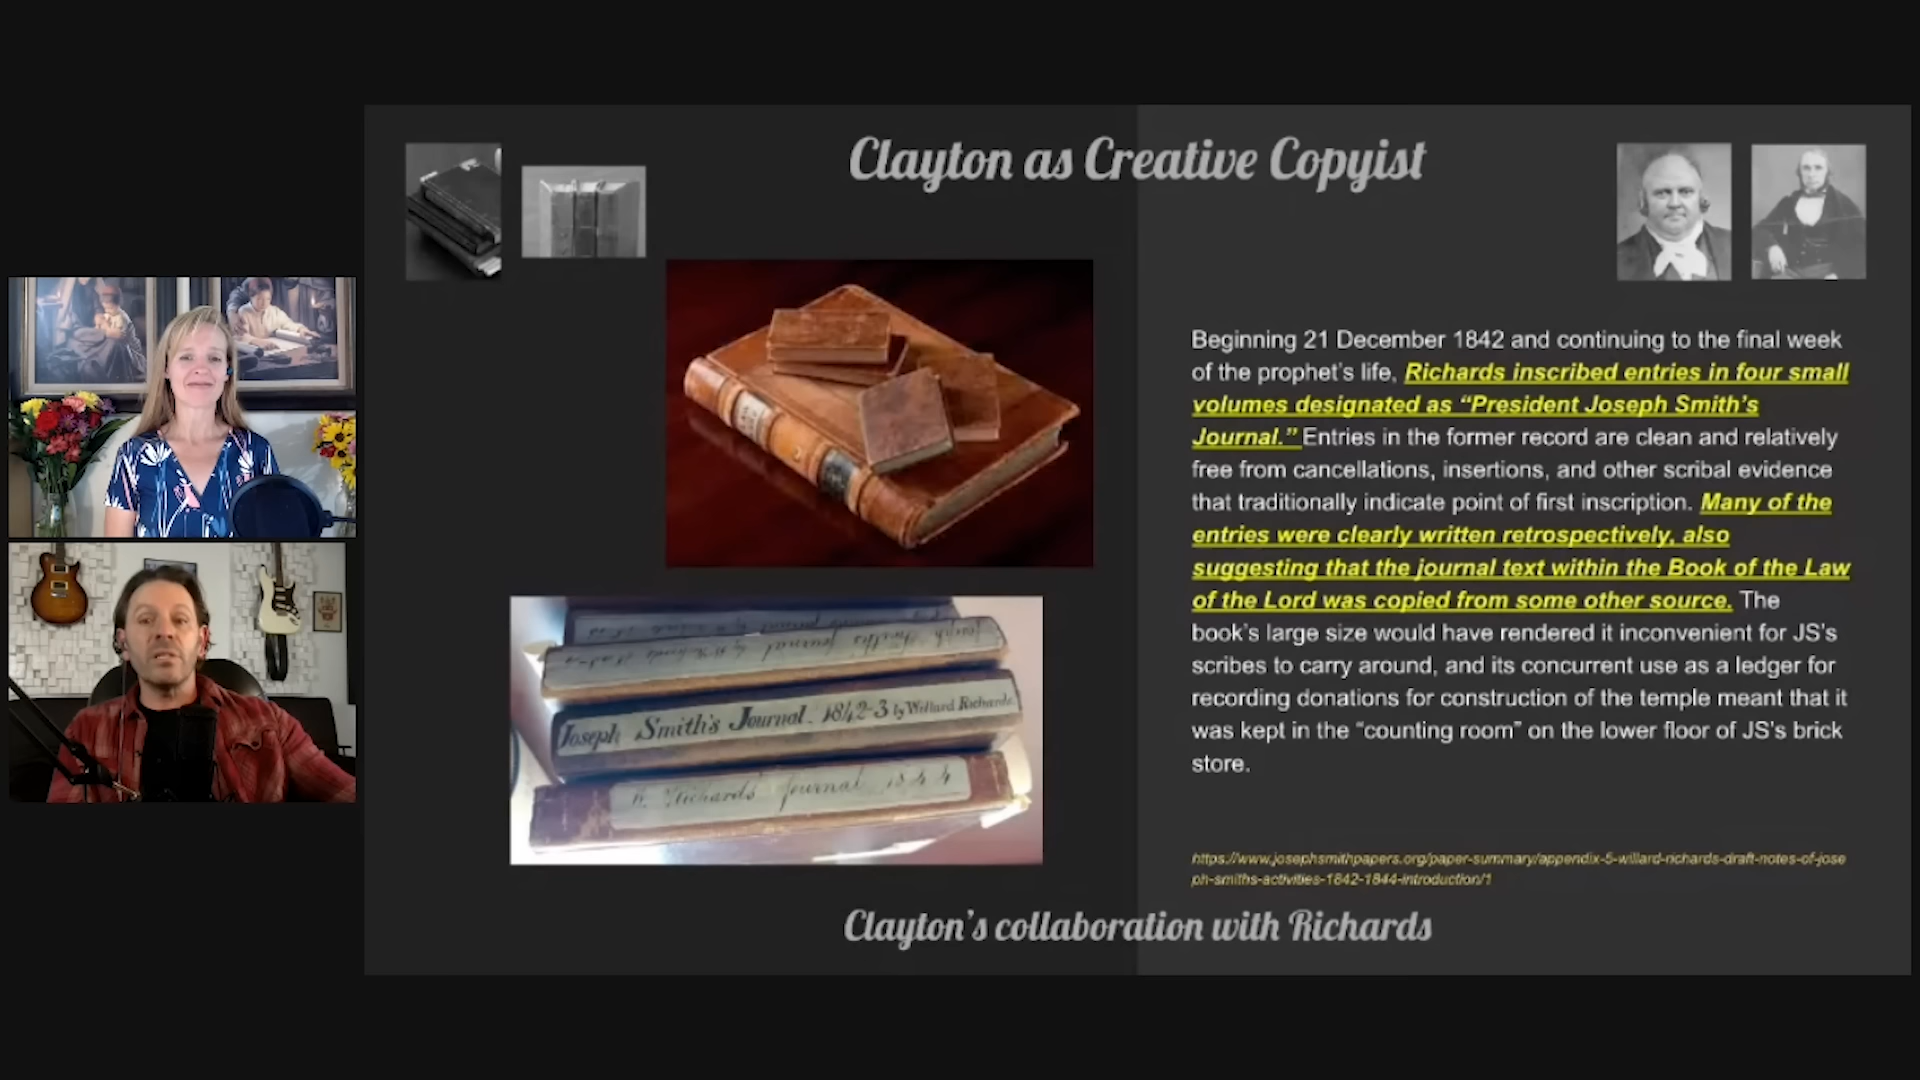 Clayton as Creative Copyist
Joseph Smith's Journal. 1842-3 by Willard Richards.
W. Richards' Journal 1844
Beginning 21 December 1842 and continuing to the final week
of the prophet's life, Richards inscribed entries in four small
volumes designated as “President Joseph Smith's
Journal.” Entries in the former record are clean and relatively
free from cancellations, insertions, and other scribal evidence
that traditionally indicate point of first inscription. Many of the
entries were clearly written retrospectively, also
suggesting that the journal text within the Book of the Law
of the Lord was copied from some other source. The
book's large size would have rendered it inconvenient for JS's
scribes to carry around, and its concurrent use as a ledger for
recording donations for construction of the temple meant that it
was kept in the “counting room” on the lower floor of JS's brick
store.
https://www.josephsmithpapers.org/paper-summary/appendix-5-willard-richards-draft-notes-of-jose
ph-smiths-activities-1842-1844-introduction/1
Clayton's collaboration with Richards